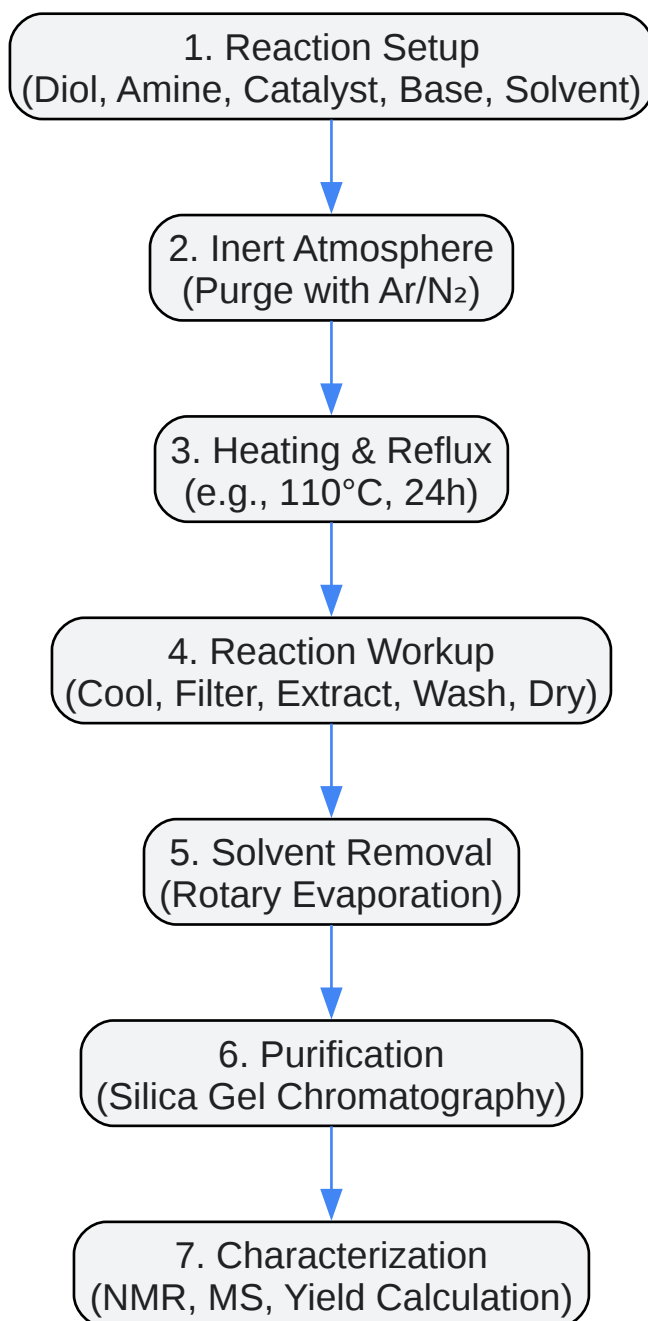 1. Reaction Setup
(Diol, Amine, Catalyst, Base, Solvent)
2. Inert Atmosphere
(Purge with Ar/N₂)
3. Heating & Reflux
(e.g., 110°C, 24h)
4. Reaction Workup
(Cool, Filter, Extract, Wash, Dry)
5. Solvent Removal
(Rotary Evaporation)
6. Purification
(Silica Gel Chromatography)
7. Characterization
(NMR, MS, Yield Calculation)